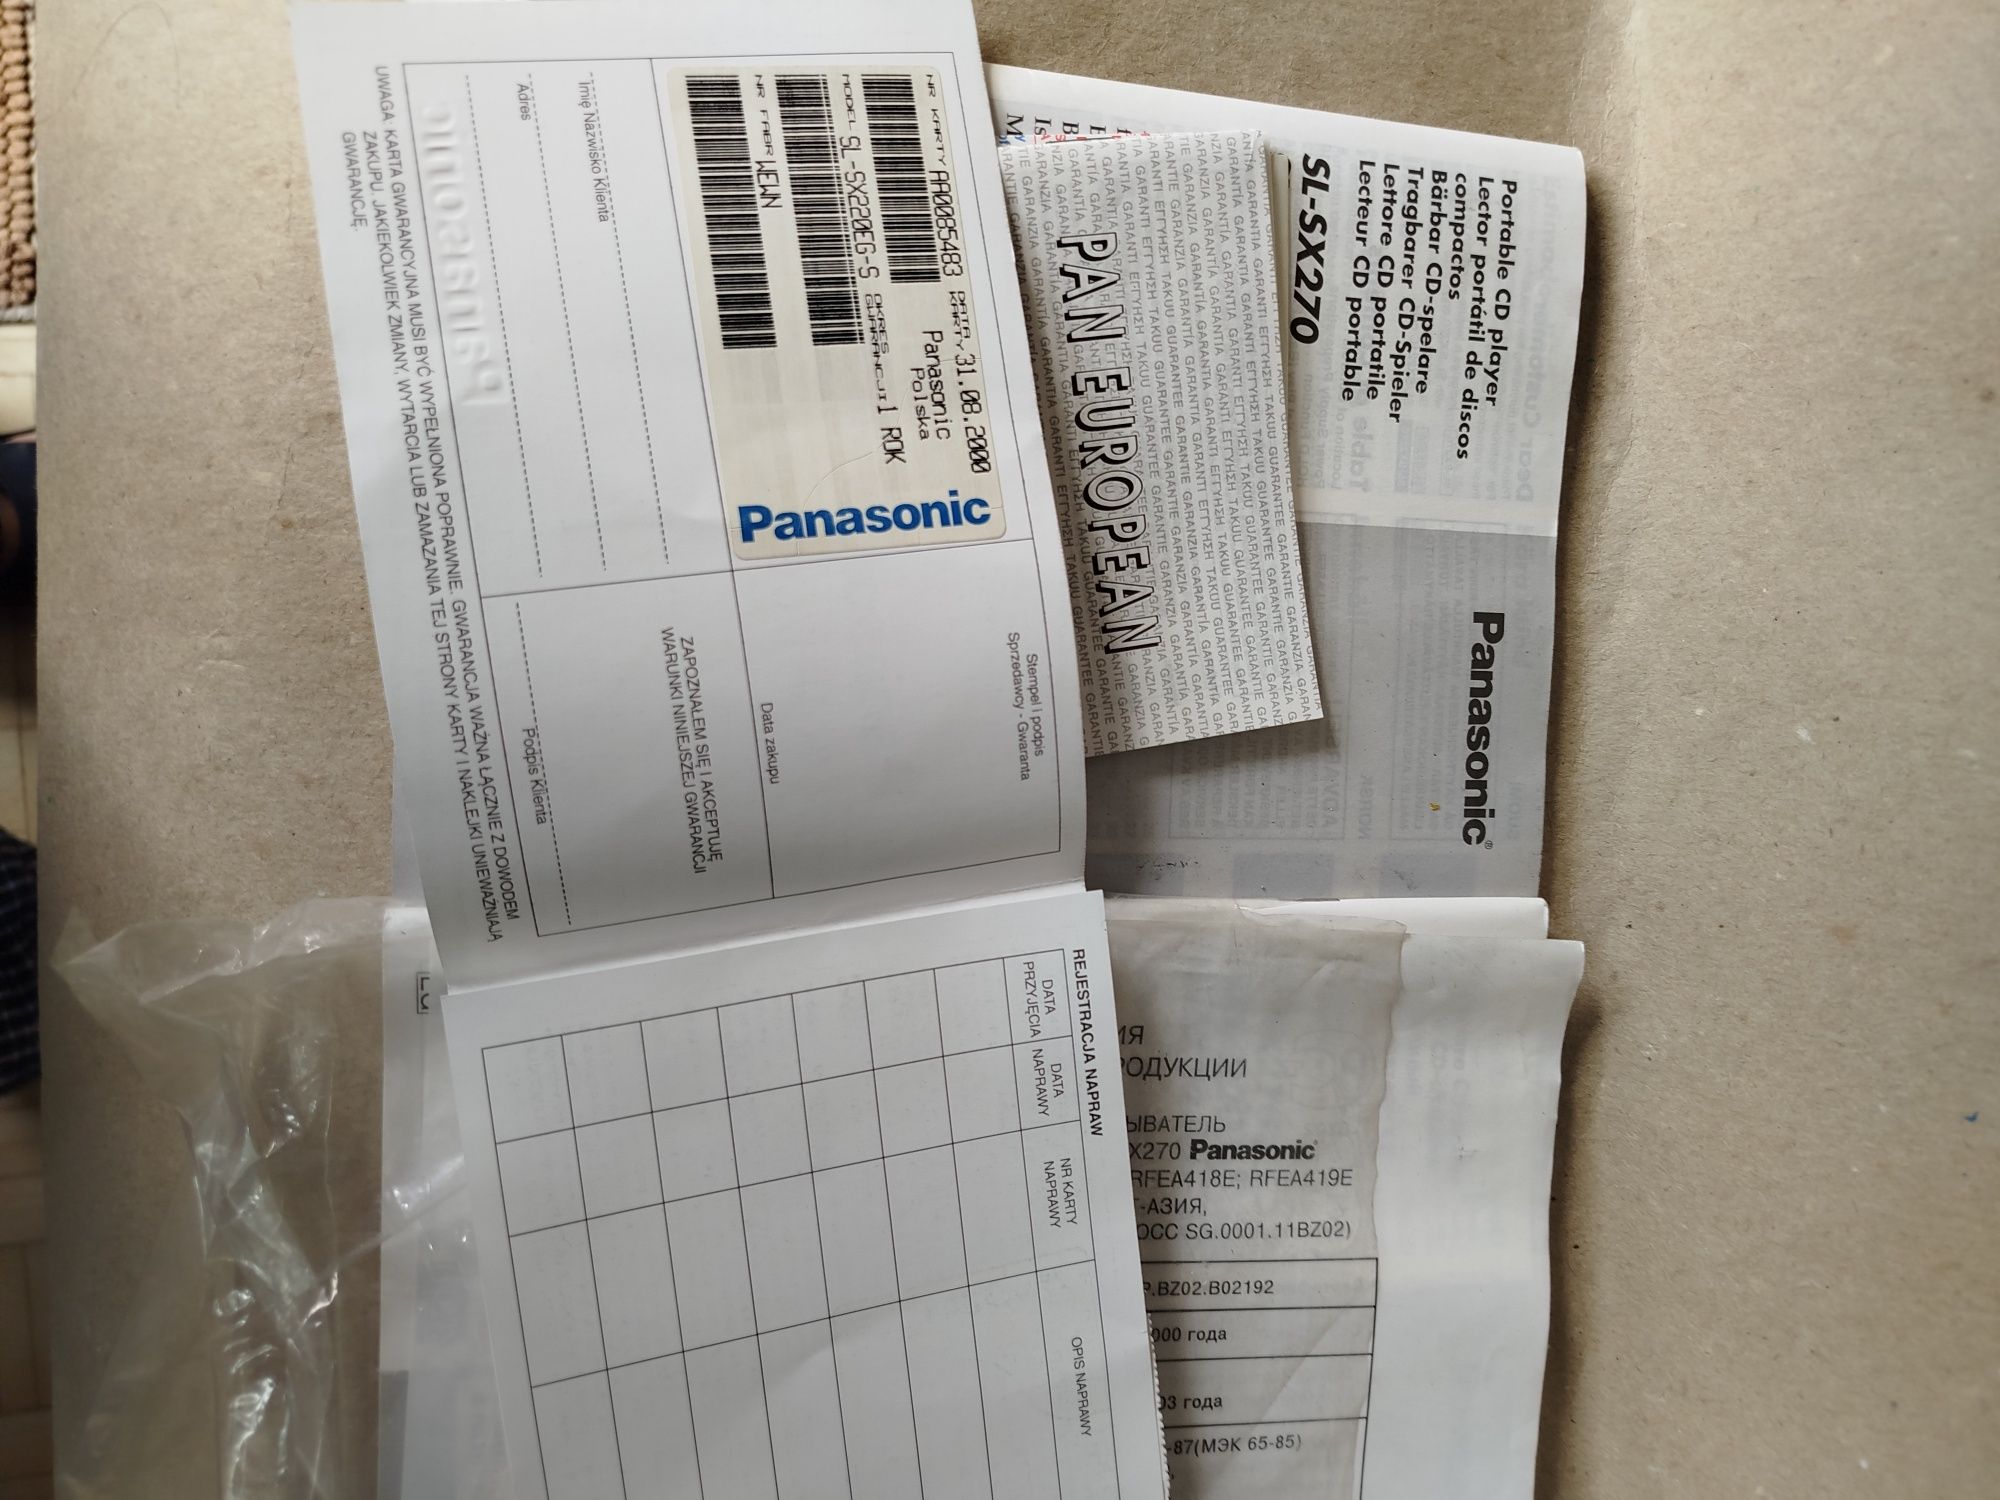 NR KARTY AA0085483
DATA KARTY 31.08.2000
Panasonic
Polska
MODEL SL-SX220EG-S
OKRES GWARANCJI 1 ROK
NR FABR WEWN
Panasonic
Imię Nazwisko Klienta
Adres
Stempel i podpis
Sprzedawcy - Gwaranta
Data zakupu
ZAPOZNAŁEM SIĘ I AKCEPTUJĘ
WARUNKI NINIEJSZEJ GWARANCJI
Podpis Klienta
UWAGA: KARTA GWARANCYJNA MUSI BYĆ WYPEŁNIONA POPRAWNIE. GWARANCJA WAŻNA ŁĄCZNIE Z DOWODEM
ZAKUPU. JAKIEKOLWIEK ZMIANY, WYTARCIA LUB ZAMAZANIA TEJ STRONY KARTY I NAKLEJKI UNIEWAŻNIAJĄ
GWARANCJĘ.
PAN EUROPEAN
Portable CD player
Lector portátil de discos
compactos
Bärbar CD-spelare
Tragbarer CD-Spieler
Lettore CD portatile
Lecteur CD portable
SL-SX270
Panasonic®
REJESTRACJA NAPRAW
DATA PRZYJĘCIA
DATA NAPRAWY
NR KARTY NAPRAWY
OPIS NAPRAWY
ИЯ
ОДУКЦИИ
ЫВАТЕЛЬ
X270 Panasonic
RFEA418E; RFEA419E
Т-АЗИЯ,
ОСС SG.0001.11BZ02)
P.BZ02.B02192
000 года
03 года
-87(МЭК 65-85)